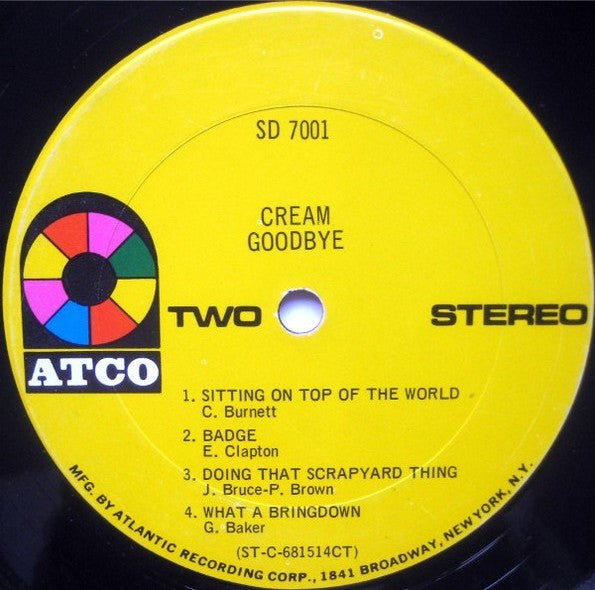 SD 7001
CREAM
GOODBYE
TWO
STEREO
ATCO
1. SITTING ON TOP OF THE WORLD
C. Burnett
2. BADGE
E. Clapton
3. DOING THAT SCRAPYARD THING
J. Bruce-P. Brown
4. WHAT A BRINGDOWN
G. Baker
(ST-C-681514CT)
MFG. BY ATLANTIC RECORDING CORP., 1841 BROADWAY, NEW YORK, N.Y.